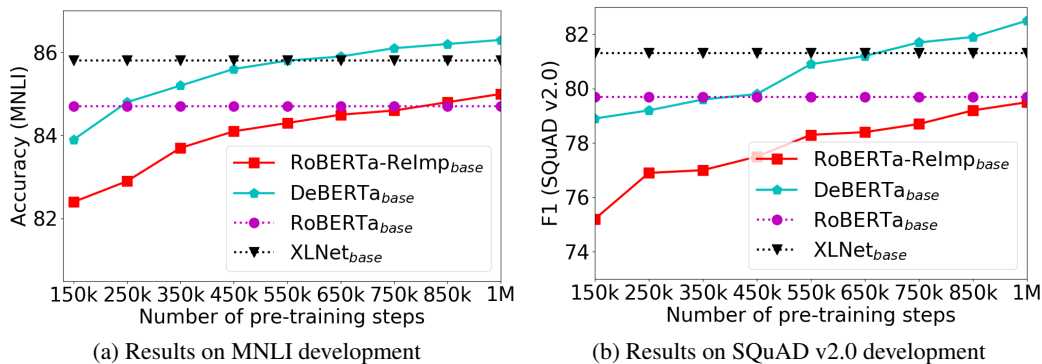 Accuracy (MNLI)
86
84
82
RoBERTa-ReImp_base
DeBERTa_base
RoBERTa_base
XLNet_base
150k 250k 350k 450k 550k 650k 750k 850k 1M
Number of pre-training steps
(a) Results on MNLI development
F1 (SQuAD v2.0)
82
80
78
76
74
RoBERTa-ReImp_base
DeBERTa_base
RoBERTa_base
XLNet_base
150k 250k 350k 450k 550k 650k 750k 850k 1M
Number of pre-training steps
(b) Results on SQuAD v2.0 development